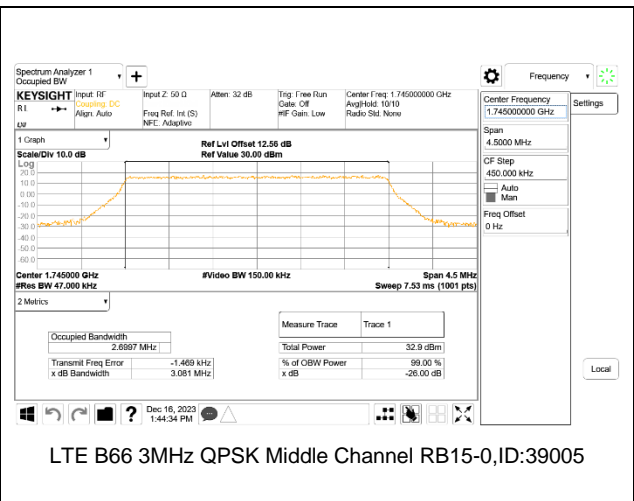 Spectrum Analyzer 1
Occupied BW
+
Frequency
KEYSIGHT
Input: RF
Coupling: DC
Align: Auto
Input Z: 50 Ω
Freq Ref: Int (S)
NFE: Adaptive
Atten: 32 dB
Trig: Free Run
Gate: Off
#IF Gain: Low
Center Freq: 1.745000000 GHz
Avg|Hold: 10/10
Radio Std: None
Center Frequency
1.745000000 GHz
Settings
Span
4.5000 MHz
CF Step
450.000 kHz
Auto
Man
Freq Offset
0 Hz
Local
1 Graph
Scale/Div 10.0 dB
Ref Lvl Offset 12.56 dB
Ref Value 30.00 dBm
Log
20.0
10.0
0.00
-10.0
-20.0
-30.0
-40.0
-50.0
-60.0
Center 1.745000 GHz
#Res BW 47.000 kHz
#Video BW 150.00 kHz
Span 4.5 MHz
Sweep 7.53 ms (1001 pts)
2 Metrics
Measure Trace
Trace 1
Occupied Bandwidth
2.6997 MHz
Total Power
32.9 dBm
Transmit Freq Error
-1.469 kHz
% of OBW Power
99.00 %
x dB Bandwidth
3.081 MHz
x dB
-26.00 dB
?
Dec 16, 2023
1:44:34 PM
LTE B66 3MHz QPSK Middle Channel RB15-0,ID:39005